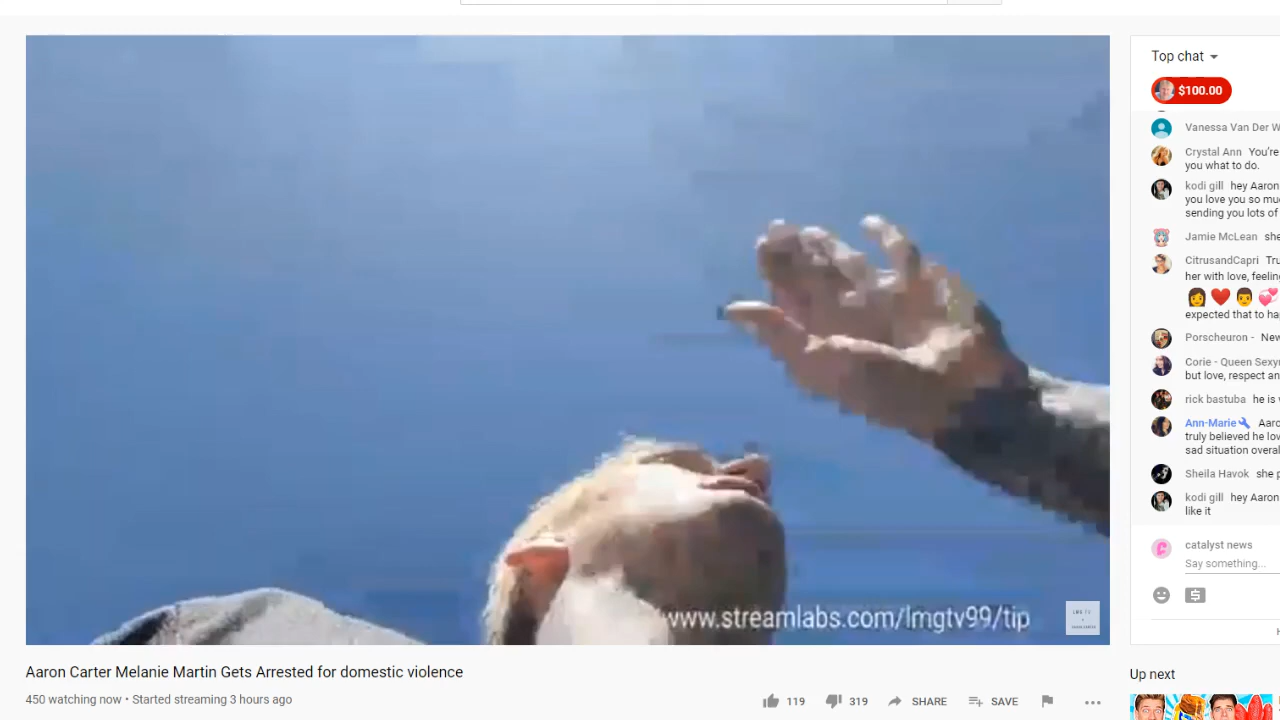 Top chat
$100.00
Vanessa Van Der W
Crystal Ann You're
you what to do.
kodi gill hey Aaron
you love you so mu
sending you lots of
Jamie McLean she
CitrusandCapri Tru
her with love, feelin
expected that to ha
Porscheuron - New
Corie - Queen Sexy
but love, respect an
rick bastuba he is
Ann-Marie Aaro
truly believed he lo
sad situation overal
Sheila Havok she p
kodi gill hey Aaron
like it
catalyst news
Say something...
www.streamlabs.com/lmgtv99/tip
LMG TV
Aaron Carter Melanie Martin Gets Arrested for domestic violence
450 watching now • Started streaming 3 hours ago
119 319 SHARE SAVE
Up next